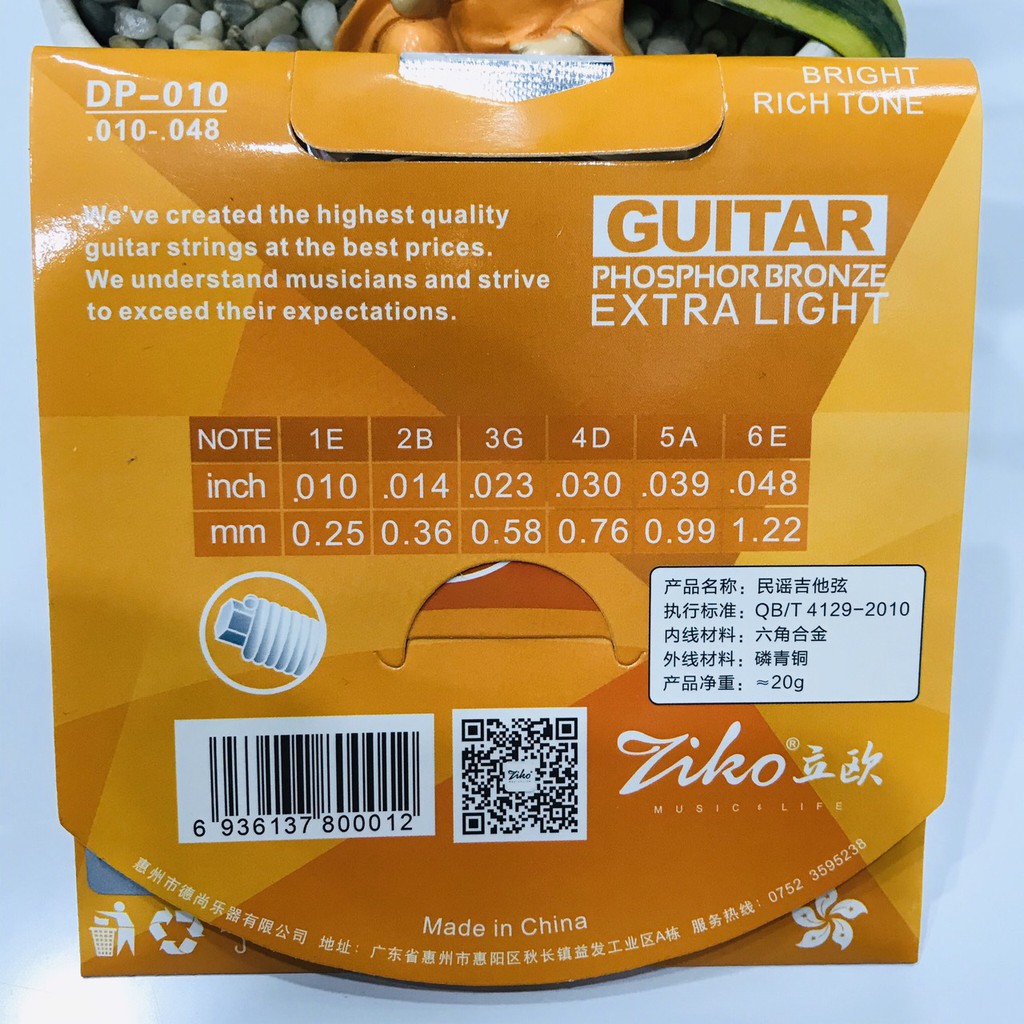 DP-010
.010-.048
BRIGHT
RICH TONE
We've created the highest quality
guitar strings at the best prices.
We understand musicians and strive
to exceed their expectations.
GUITAR
PHOSPHOR BRONZE
EXTRA LIGHT
NOTE 1E 2B 3G 4D 5A 6E
inch .010 .014 .023 .030 .039 .048
mm 0.25 0.36 0.58 0.76 0.99 1.22
产品名称：民谣吉他弦
执行标准：QB/T 4129-2010
内线材料：六角合金
外线材料：磷青铜
产品净重：≈20g
6 936137 800012
Ziko
Ziko® 立欧
MUSIC & LIFE
Made in China
惠州市德尚乐器有限公司 地址：广东省惠州市惠阳区秋长镇益发工业区A栋 服务热线：0752 3595238